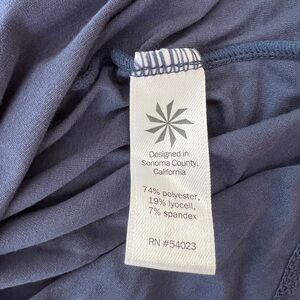 Designed in
Sonoma County,
California
74% polyester,
19% lyocell,
7% spandex
RN #54023